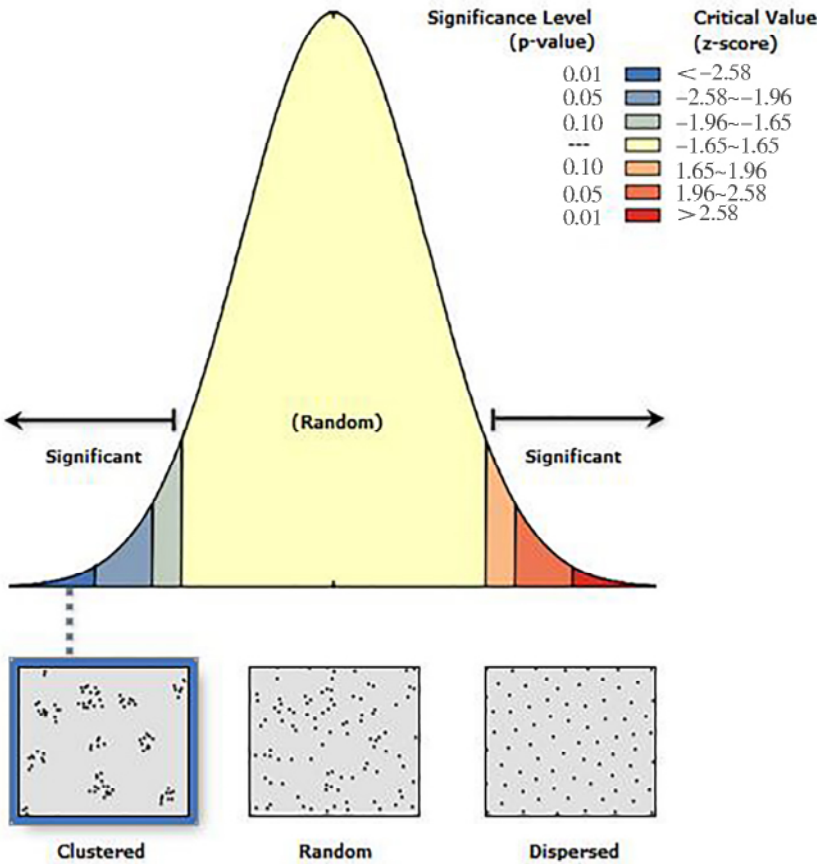 Significance Level Critical Value
(p-value) (z-score)
0.01 <−2.58
0.05 −2.58~−1.96
0.10 −1.96~−1.65
--- −1.65~1.65
0.10 1.65~1.96
0.05 1.96~2.58
0.01 >2.58
(Random)
Significant Significant
Clustered Random Dispersed